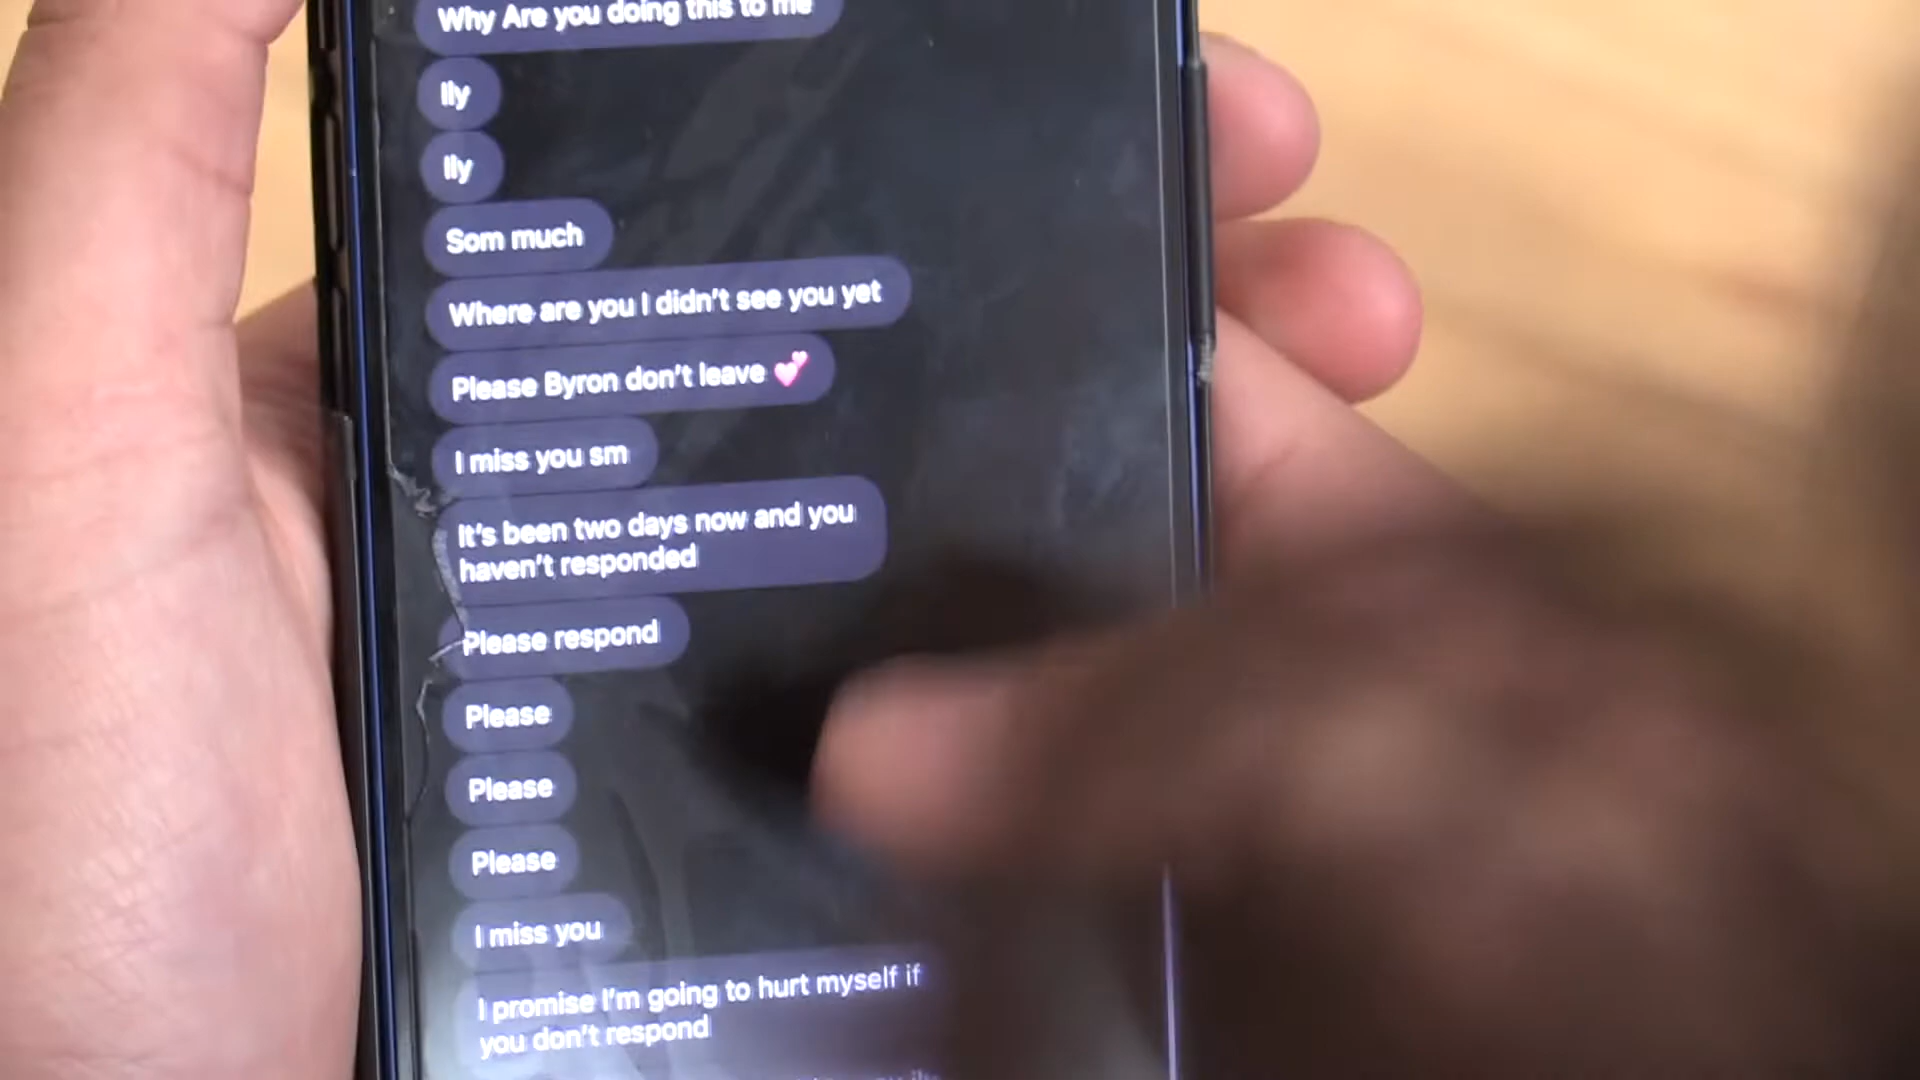 Why Are you doing this to me
Ily
Ily
Som much
Where are you I didn't see you yet
Please Byron don't leave 💕
I miss you sm
It's been two days now and you
haven't responded
Please respond
Please
Please
Please
I miss you
I promise I'm going to hurt myself if
you don't respond